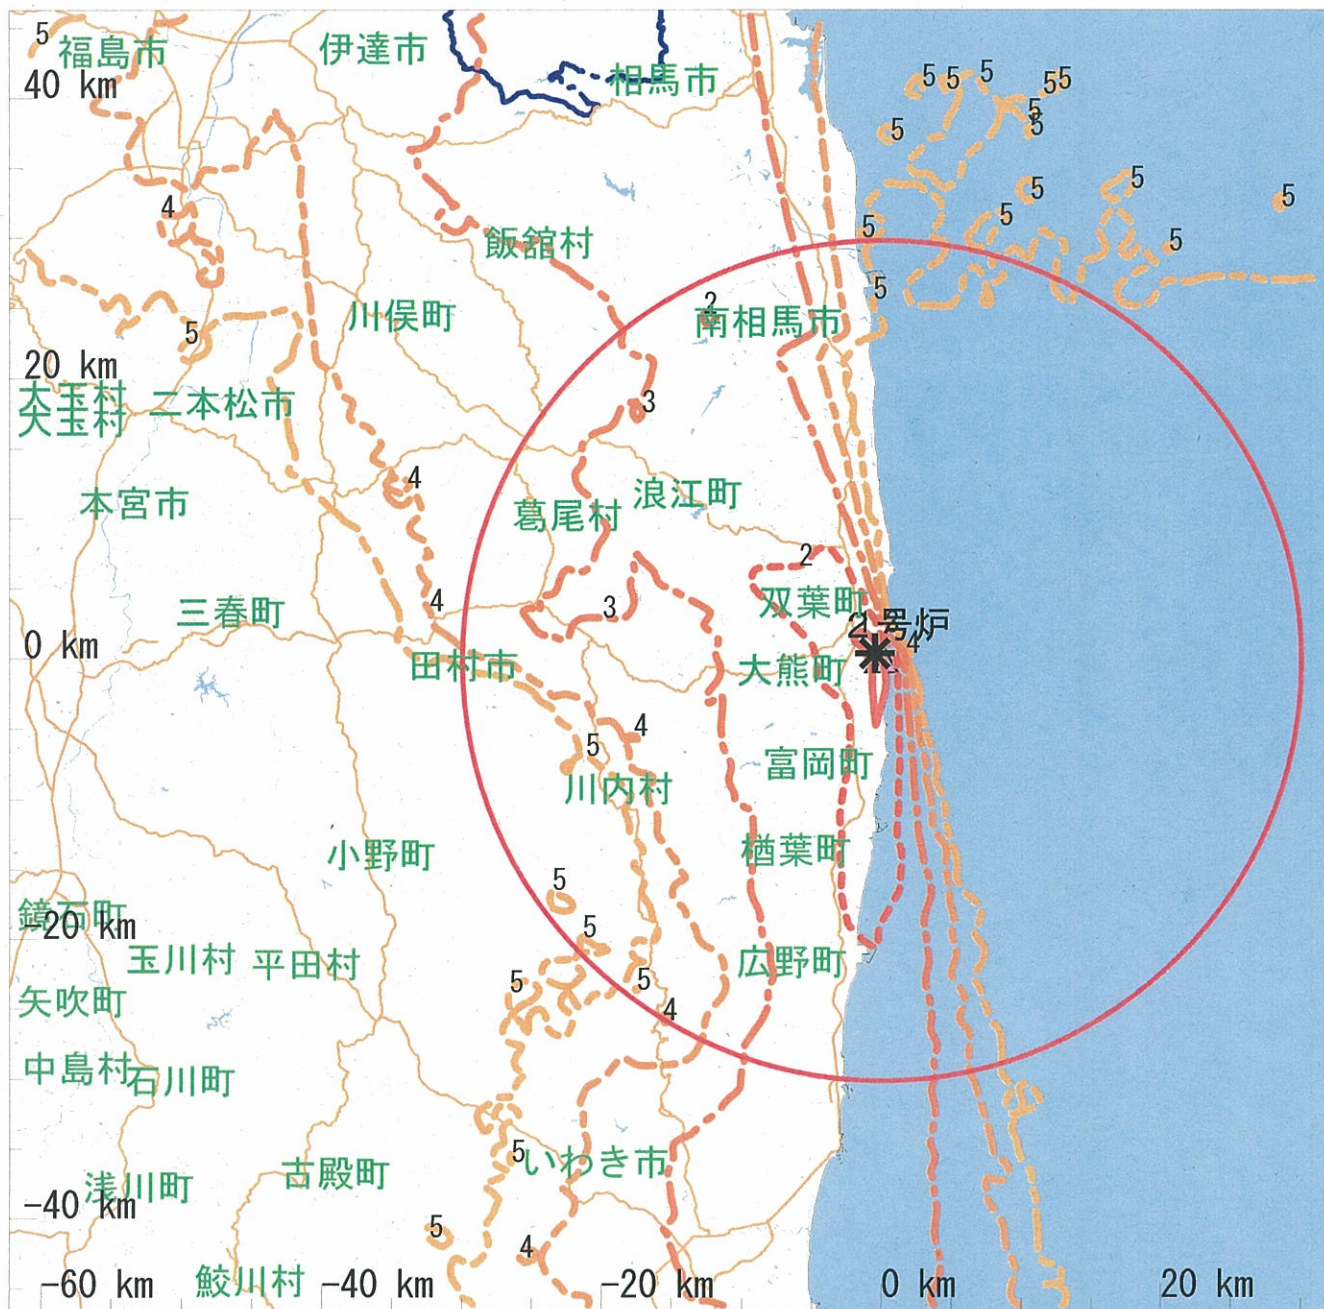 5
福島市
伊達市
相馬市
5
5
5
5
5
40 km
5
5
5
5
5
5
4
5
5
5
飯舘村
5
川俣町
2
南相馬市
5
5
20 km
大玉村
大玉村
二本松市
3
4
本宮市
葛尾村
浪江町
2
三春町
4
3
双葉町
号炉
4
0 km
田村市
大熊町
4
5
富岡町
川内村
小野町
楢葉町
5
鏡石町
-20 km
5
玉川村
平田村
広野町
5
5
矢吹町
4
中島村
石川町
5
いわき市
古殿町
浅川町
-40 km
5
4
-60 km
鮫川村
-40 km
-20 km
0 km
20 km